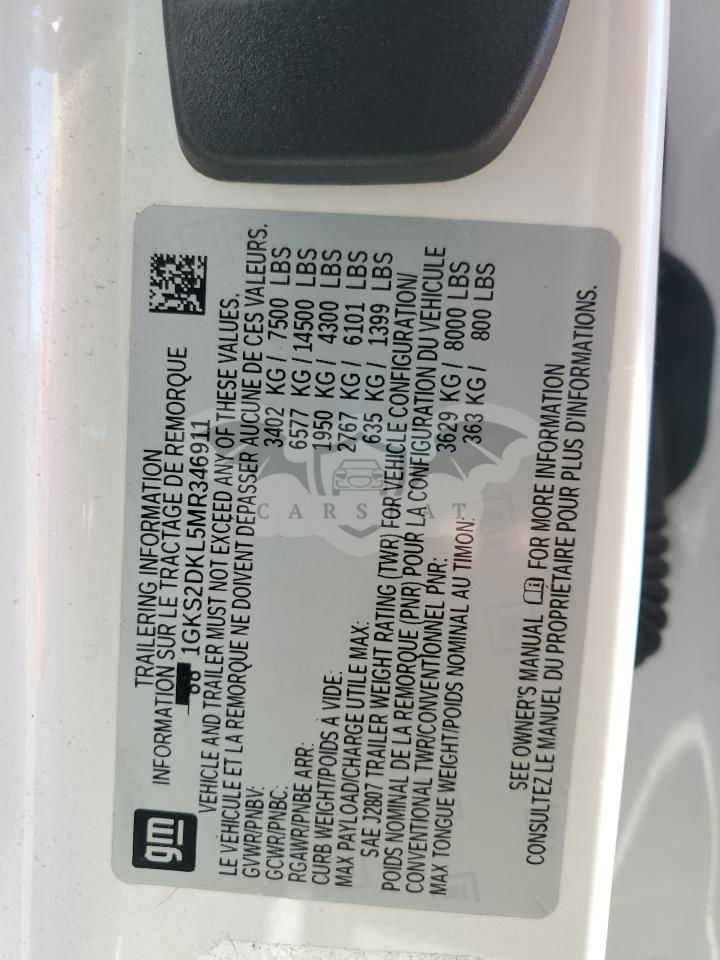 gm
TRAILERING INFORMATION
INFORMATION SUR LE TRACTAGE DE REMORQUE
1GKS2DKL5MR346911
VEHICLE AND TRAILER MUST NOT EXCEED ANY OF THESE VALUES.
LE VÉHICULE ET LA REMORQUE NE DOIVENT DÉPASSER AUCUNE DE CES VALEURS.
GVWR/PNBV: 3402 KG / 7500 LBS
GCWR/PNBC: 6577 KG / 14500 LBS
RGAWR/PNBE ARR: 1950 KG / 4300 LBS
CURB WEIGHT/POIDS À VIDE: 2767 KG / 6101 LBS
MAX PAYLOAD/CHARGE UTILE MAX: 635 KG / 1399 LBS
SAE J2807 TRAILER WEIGHT RATING (TWR) FOR VEHICLE CONFIGURATION/
POIDS NOMINAL DE LA REMORQUE (PNR) POUR LA CONFIGURATION DU VÉHICULE
CONVENTIONAL TWR/CONVENTIONNEL PNR: 3629 KG / 8000 LBS
MAX TONGUE WEIGHT/POIDS NOMINAL AU TIMON: 363 KG / 800 LBS
SEE OWNER'S MANUAL FOR MORE INFORMATION
CONSULTEZ LE MANUEL DU PROPRIÉTAIRE POUR PLUS D'INFORMATIONS.